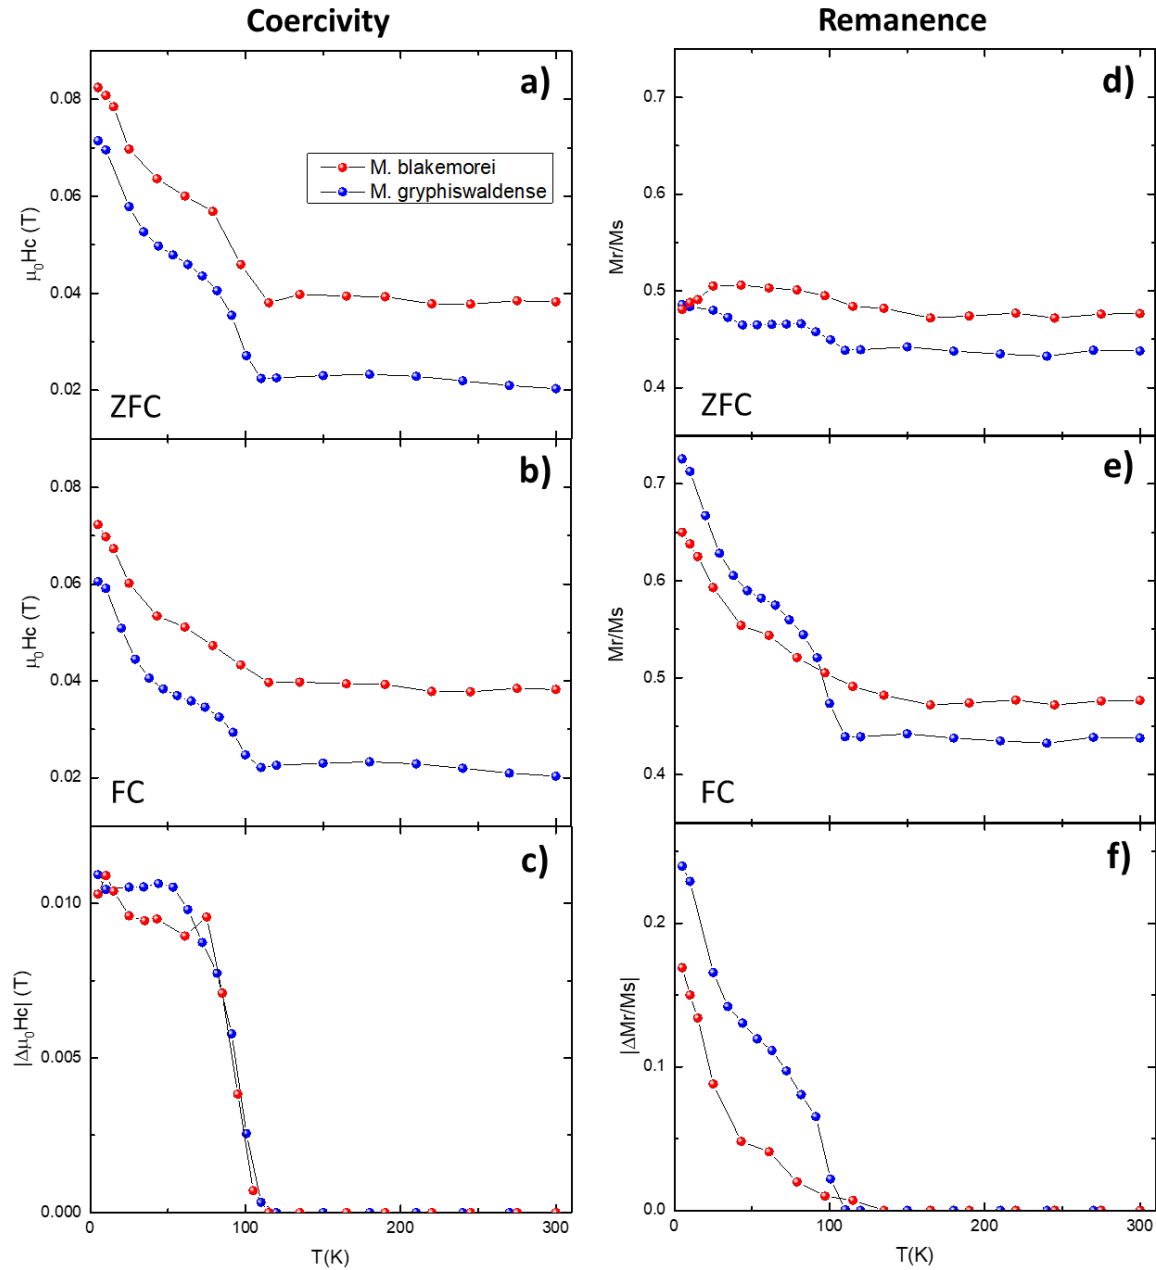 Coercivity
Remanence
a)
0.08
0.06
0.04
0.02
μ0Hc (T)
M. blakemorei
M. gryphiswaldense
ZFC
d)
0.7
0.6
0.5
0.4
Mr/Ms
ZFC
b)
0.08
0.06
0.04
0.02
μ0Hc (T)
FC
e)
0.7
0.6
0.5
0.4
Mr/Ms
FC
c)
0.010
0.005
0.000
|Δμ0Hc| (T)
0 100 200 300
T(K)
f)
0.2
0.1
0.0
|ΔMr/Ms|
0 100 200 300
T(K)